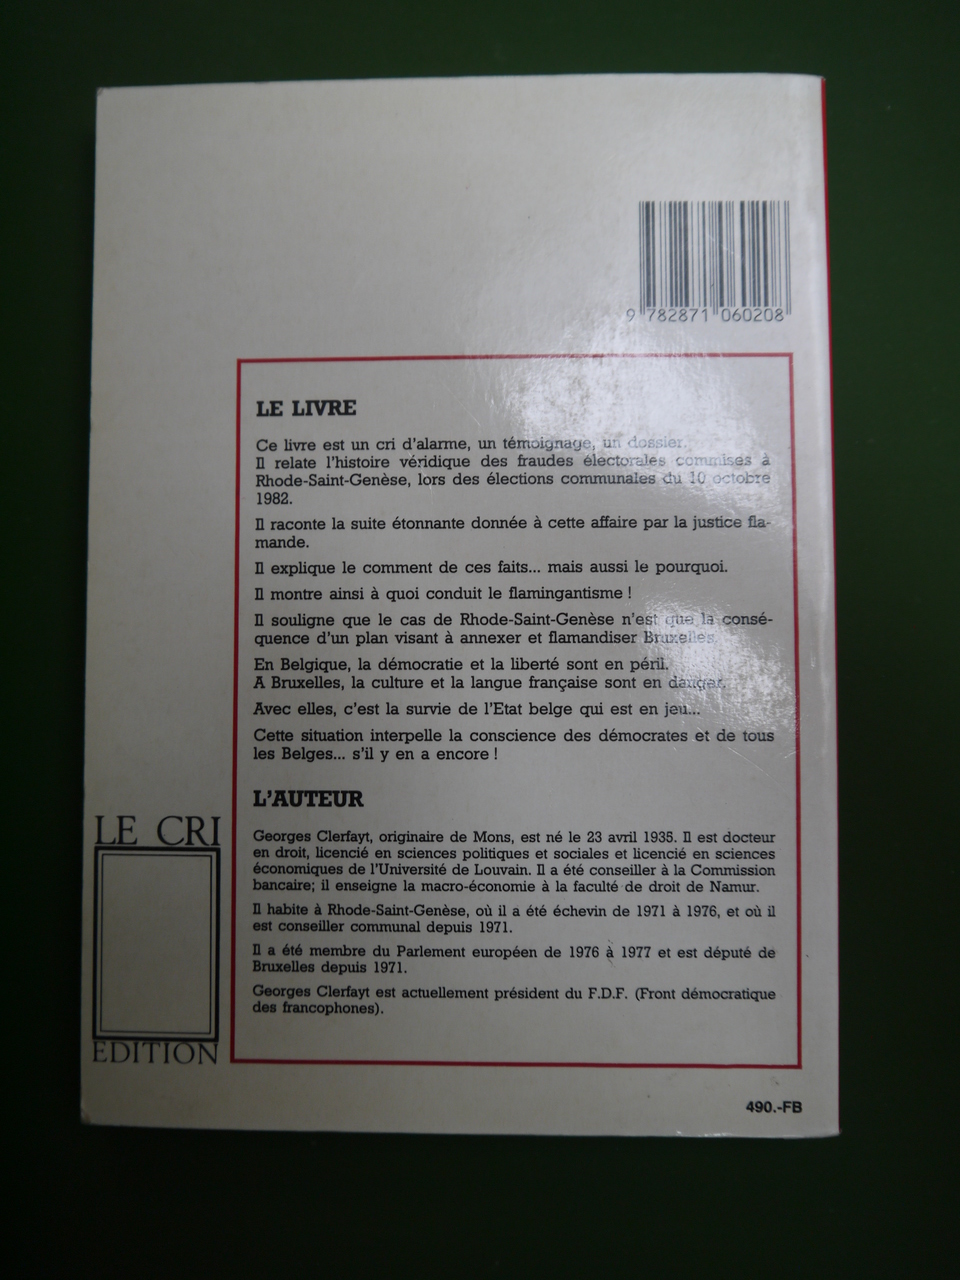 9 782871 060208
LE LIVRE
Ce livre est un cri d'alarme, un témoignage, un dossier.
Il relate l'histoire véridique des fraudes électorales commises à
Rhode-Saint-Genèse, lors des élections communales du 10 octobre
1982.
Il raconte la suite étonnante donnée à cette affaire par la justice fla-
mande.
Il explique le comment de ces faits... mais aussi le pourquoi.
Il montre ainsi à quoi conduit le flamingantisme !
Il souligne que le cas de Rhode-Saint-Genèse n'est que la consé-
quence d'un plan visant à annexer et flamandiser Bruxelles.
En Belgique, la démocratie et la liberté sont en péril.
A Bruxelles, la culture et la langue française sont en danger.
Avec elles, c'est la survie de l'Etat belge qui est en jeu...
Cette situation interpelle la conscience des démocrates et de tous
les Belges... s'il y en a encore !
L'AUTEUR
Georges Clerfayt, originaire de Mons, est né le 23 avril 1935. Il est docteur
en droit, licencié en sciences politiques et sociales et licencié en sciences
économiques de l'Université de Louvain. Il a été conseiller à la Commission
bancaire; il enseigne la macro-économie à la faculté de droit de Namur.
Il habite à Rhode-Saint-Genèse, où il a été échevin de 1971 à 1976, et où il
est conseiller communal depuis 1971.
Il a été membre du Parlement européen de 1976 à 1977 et est député de
Bruxelles depuis 1971.
Georges Clerfayt est actuellement président du F.D.F. (Front démocratique
des francophones).
LE CRI
EDITION
490.-FB